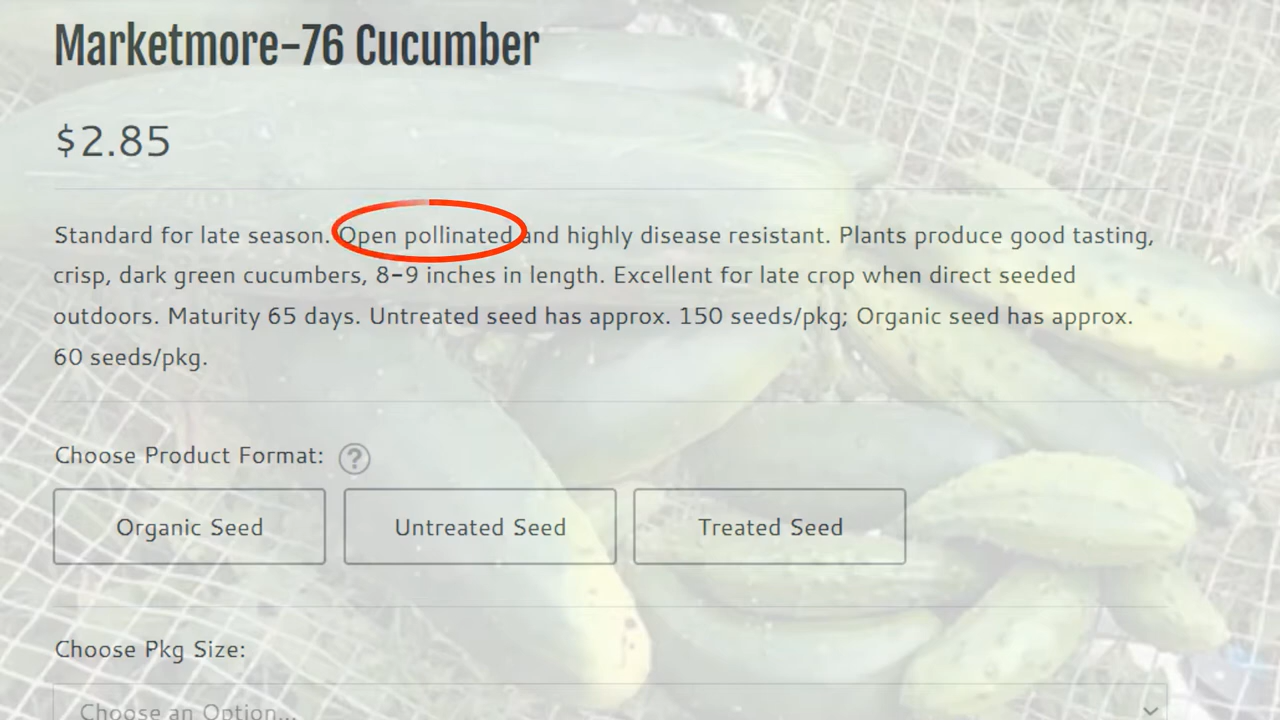 Marketmore-76 Cucumber
$2.85
Standard for late season. Open pollinated and highly disease resistant. Plants produce good tasting,
crisp, dark green cucumbers, 8-9 inches in length. Excellent for late crop when direct seeded
outdoors. Maturity 65 days. Untreated seed has approx. 150 seeds/pkg; Organic seed has approx.
60 seeds/pkg.
Choose Product Format: ?
Organic Seed Untreated Seed Treated Seed
Choose Pkg Size:
Choose an Option...